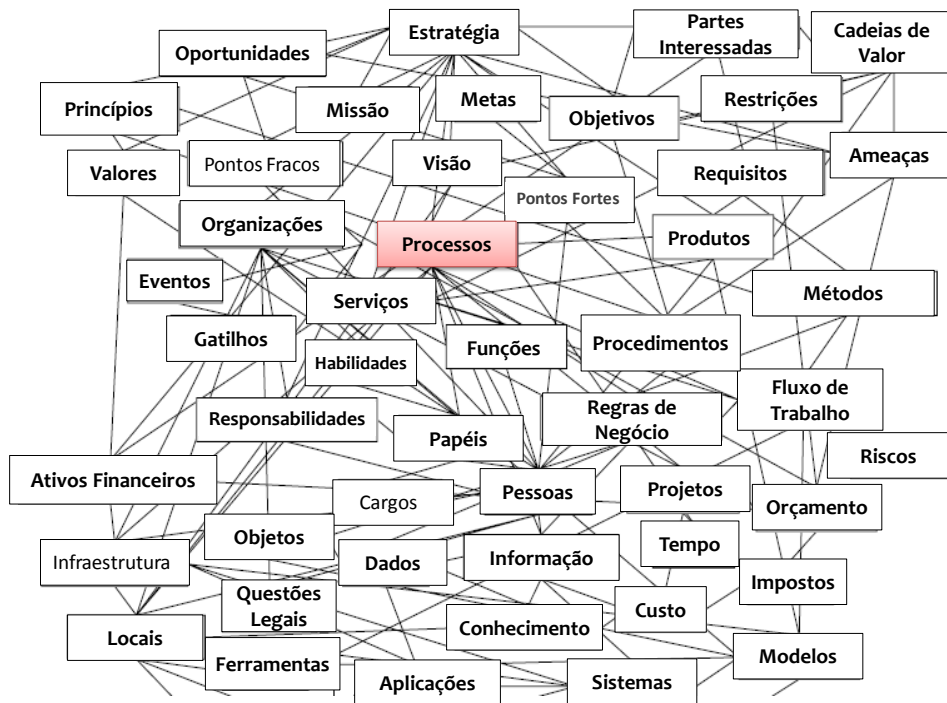 Estratégia
Partes
Interessadas
Cadeias de
Valor
Oportunidades
Princípios
Missão
Metas
Objetivos
Restrições
Valores
Pontos Fracos
Visão
Pontos Fortes
Requisitos
Ameaças
Organizações
Processos
Produtos
Eventos
Serviços
Métodos
Gatilhos
Habilidades
Funções
Procedimentos
Responsabilidades
Papéis
Regras de
Negócio
Fluxo de
Trabalho
Riscos
Ativos Financeiros
Cargos
Pessoas
Projetos
Orçamento
Infraestrutura
Objetos
Dados
Informação
Tempo
Impostos
Questões
Legais
Custo
Locais
Conhecimento
Ferramentas
Modelos
Aplicações
Sistemas